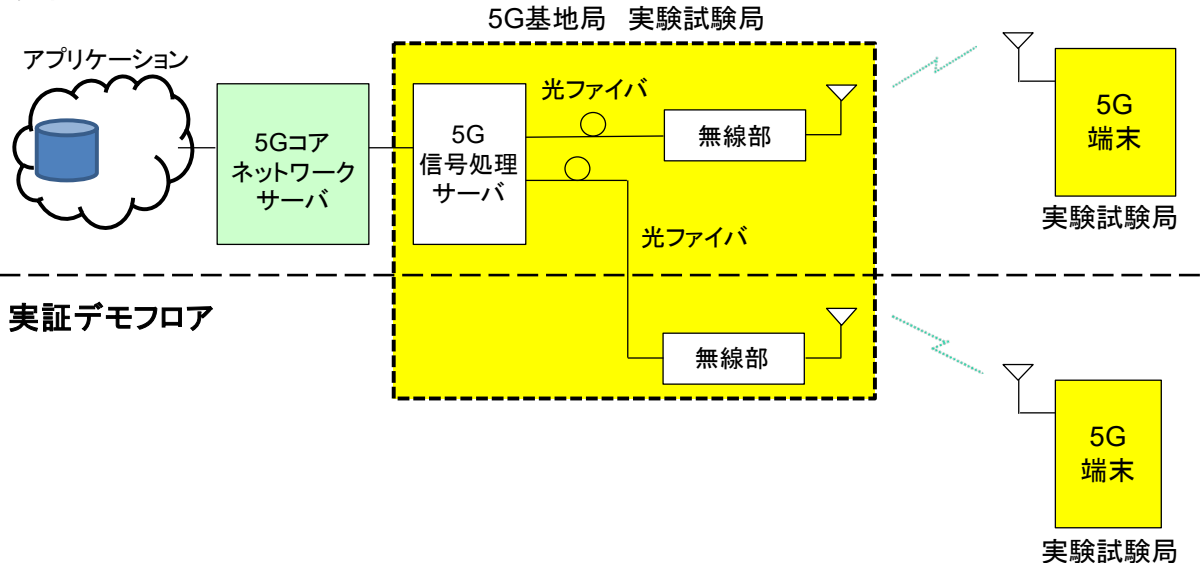 5G基地局 実験試験局
アプリケーション
5Gコア
ネットワーク
サーバ
5G
信号処理
サーバ
光ファイバ
無線部
5G
端末
実験試験局
光ファイバ
実証デモフロア
無線部
5G
端末
実験試験局